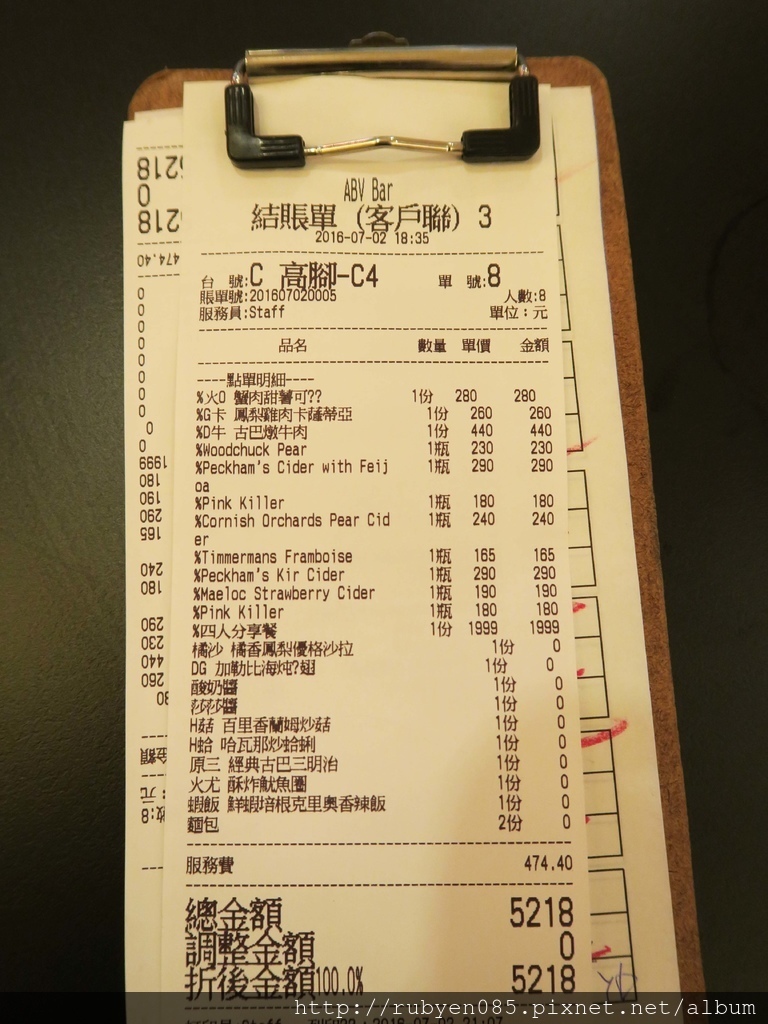 ABV Bar
結賬單 (客戶聯) 3
2016-07-02 18:35
台 號:C 高腳-C4 單 號:8
賬單號:201607020005 人數:8
服務員:Staff 單位:元
品名 數量 單價 金額
----點單明細----
%火O 蟹肉甜薯可?? 1份 280 280
%G卡 鳳梨雞肉卡薩蒂亞 1份 260 260
%D牛 古巴燉牛肉 1份 440 440
%Woodchuck Pear 1瓶 230 230
%Peckham's Cider with Feij 1瓶 290 290
oa
%Pink Killer 1瓶 180 180
%Cornish Orchards Pear Cid 1瓶 240 240
er
%Timmermans Framboise 1瓶 165 165
%Peckham's Kir Cider 1瓶 290 290
%Maeloc Strawberry Cider 1瓶 190 190
%Pink Killer 1瓶 180 180
%四人分享餐 1份 1999 1999
橘沙 橘香鳳梨優格沙拉 1份 0
DG 加勒比海炖?翅 1份 0
酸奶醬 1份 0
莎莎醬 1份 0
H菇 百里香蘭姆炒菇 1份 0
H蛤 哈瓦那炒蛤蜊 1份 0
原三 經典古巴三明治 1份 0
火尤 酥炸魷魚圈 1份 0
蝦飯 鮮蝦培根克里奧香辣飯 1份 0
麵包 2份 0
服務費 474.40
總金額 5218
調整金額 0
折後金額100.0% 5218
http://rubyen085.pixnet.net/album